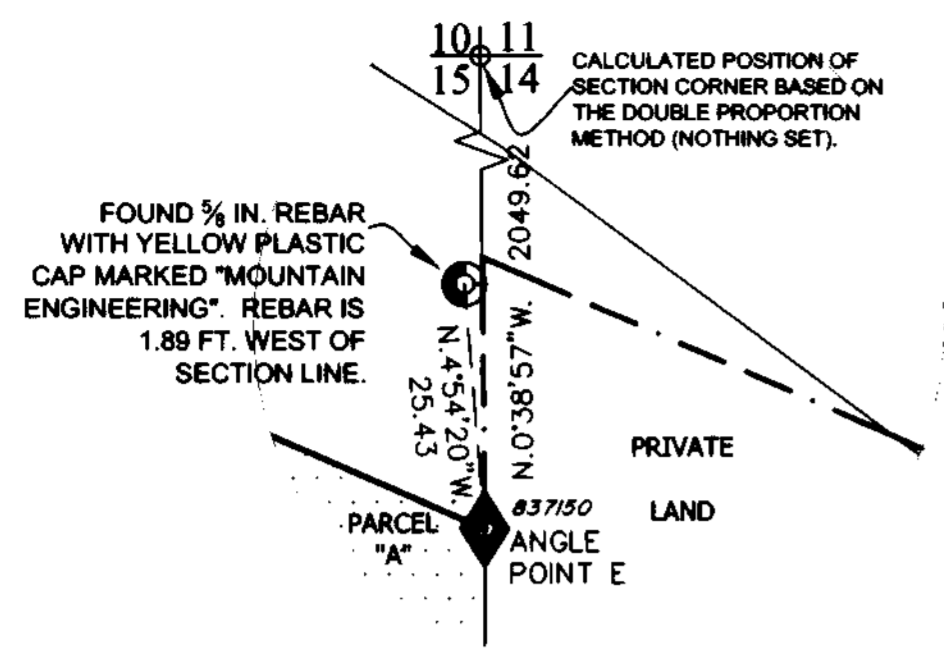 10 11
15 14
CALCULATED POSITION OF
SECTION CORNER BASED ON
THE DOUBLE PROPORTION
METHOD (NOTHING SET).
FOUND ⅝ IN. REBAR
WITH YELLOW PLASTIC
CAP MARKED "MOUNTAIN
ENGINEERING". REBAR IS
1.89 FT. WEST OF
SECTION LINE.
N.0°38'57"W. 2049.62
N.4°54'20"W.
25.43
PRIVATE
LAND
PARCEL
"A"
837150
ANGLE
POINT E